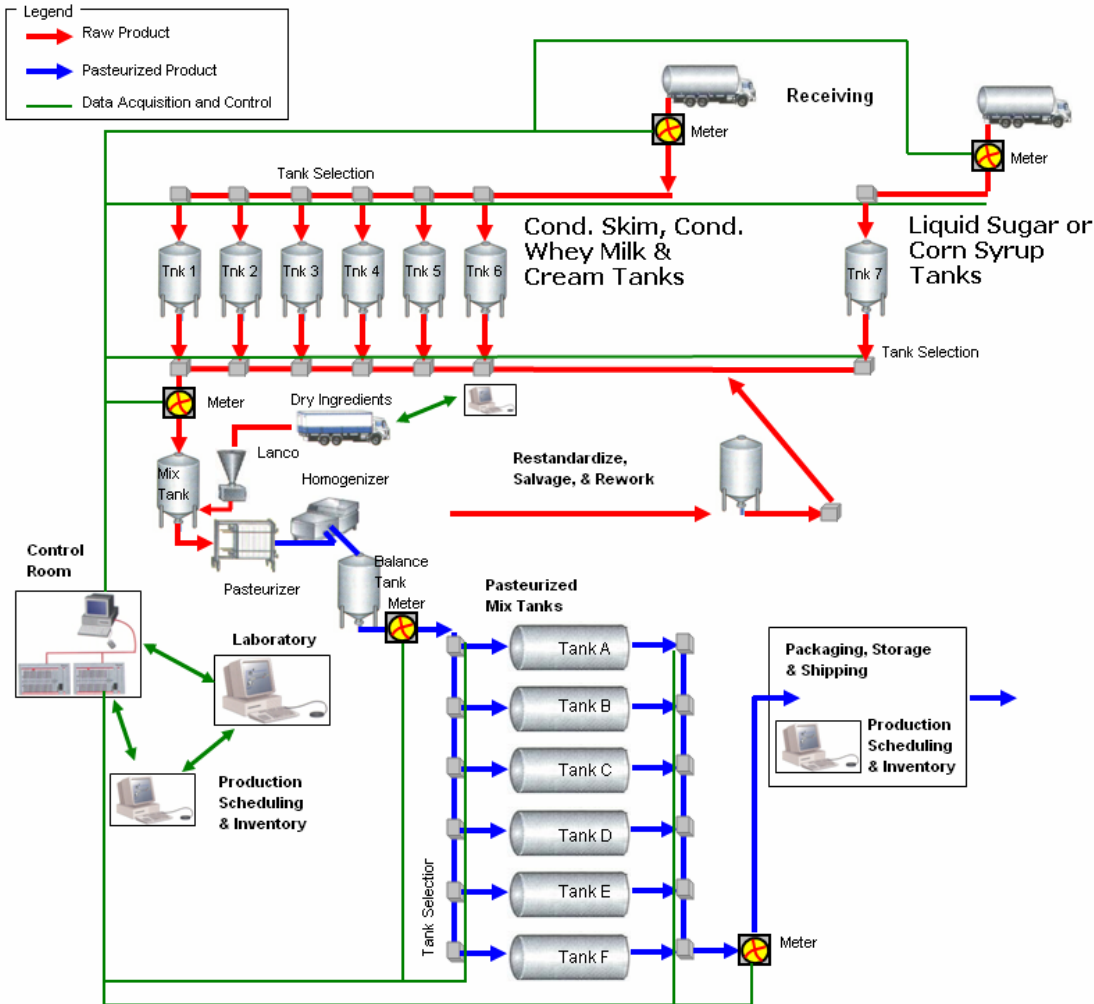 Legend
Raw Product
Pasteurized Product
Data Acquisition and Control
Receiving
Meter
Meter
Tank Selection
Tnk 1
Tnk 2
Tnk 3
Tnk 4
Tnk 5
Tnk 6
Cond. Skim, Cond.
Whey Milk &
Cream Tanks
Tnk 7
Liquid Sugar or
Corn Syrup
Tanks
Tank Selection
Meter
Dry Ingredients
Lanco
Mix
Tank
Homogenizer
Restandardize,
Salvage, & Rework
Pasteurizer
Balance
Tank
Meter
Control
Room
Laboratory
Production
Scheduling
& Inventory
Pasteurized
Mix Tanks
Tank Selection
Tank A
Tank B
Tank C
Tank D
Tank E
Tank F
Meter
Packaging, Storage
& Shipping
Production
Scheduling
& Inventory